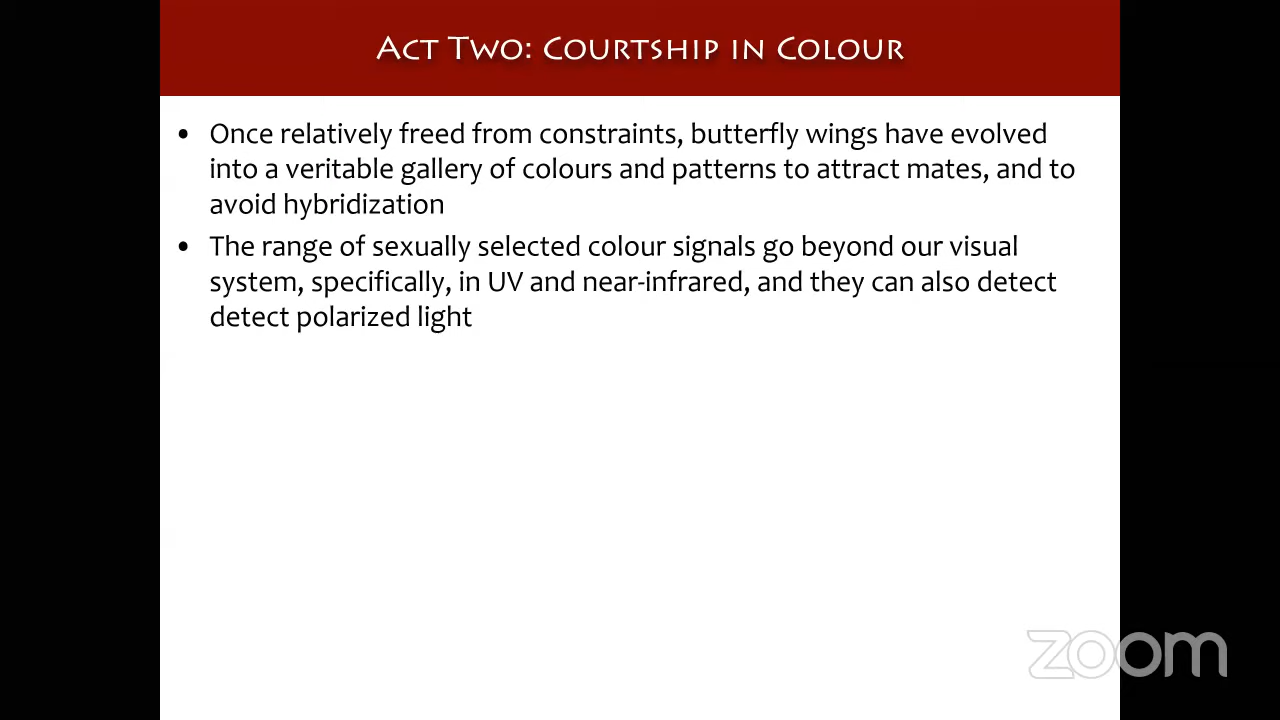 Act Two: Courtship in Colour
• Once relatively freed from constraints, butterfly wings have evolved
into a veritable gallery of colours and patterns to attract mates, and to
avoid hybridization
• The range of sexually selected colour signals go beyond our visual
system, specifically, in UV and near-infrared, and they can also detect
detect polarized light
zoom